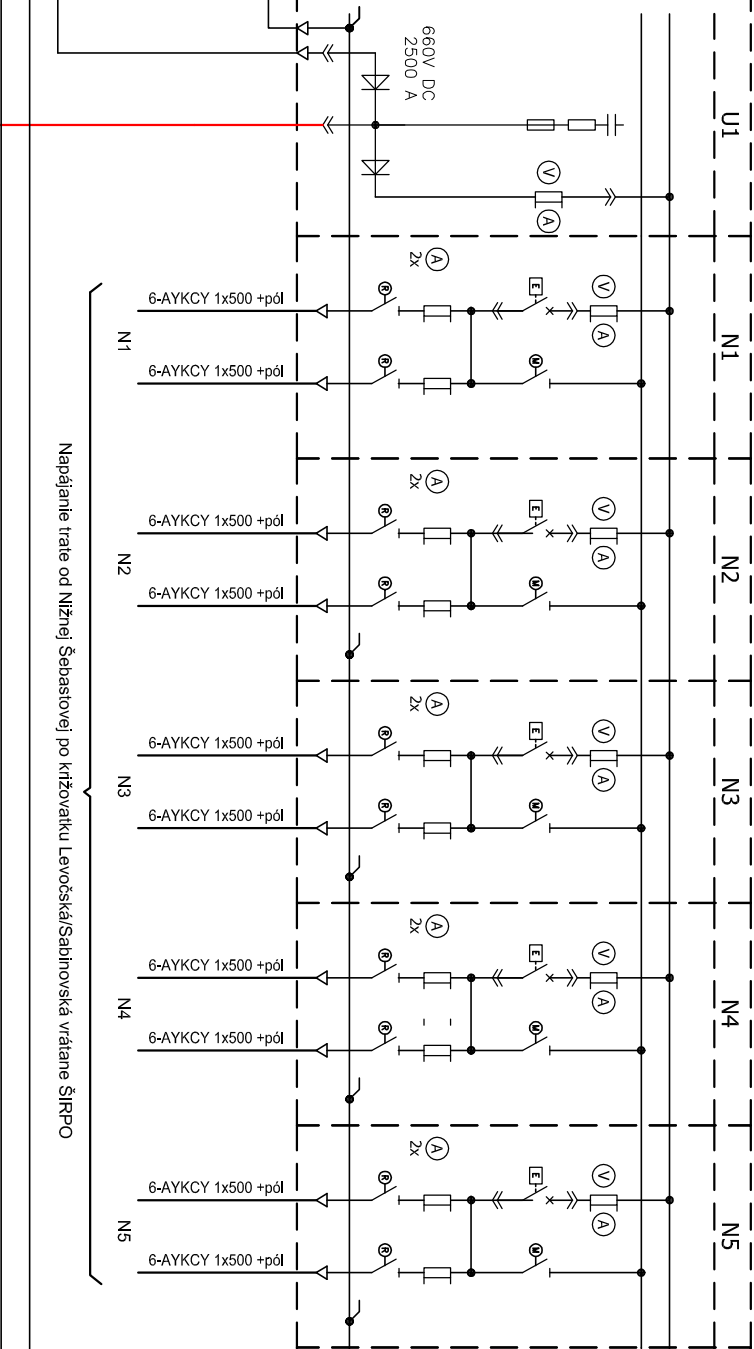 U1
660V DC
2500 A
V
A
N1
V
A
A
2x
E
M
R
R
6-AYKCY 1x500 +pól
N1
6-AYKCY 1x500 +pól
N2
V
A
A
2x
E
M
R
R
6-AYKCY 1x500 +pól
N2
6-AYKCY 1x500 +pól
N3
V
A
A
2x
E
M
R
R
6-AYKCY 1x500 +pól
N3
6-AYKCY 1x500 +pól
N4
V
A
A
2x
E
M
R
R
6-AYKCY 1x500 +pól
N4
6-AYKCY 1x500 +pól
N5
V
A
A
2x
E
M
R
R
6-AYKCY 1x500 +pól
N5
6-AYKCY 1x500 +pól
Napájanie trate od Nižnej Šebastovej po križovatku Levočská/Sabinovská vrátane ŠIRPO